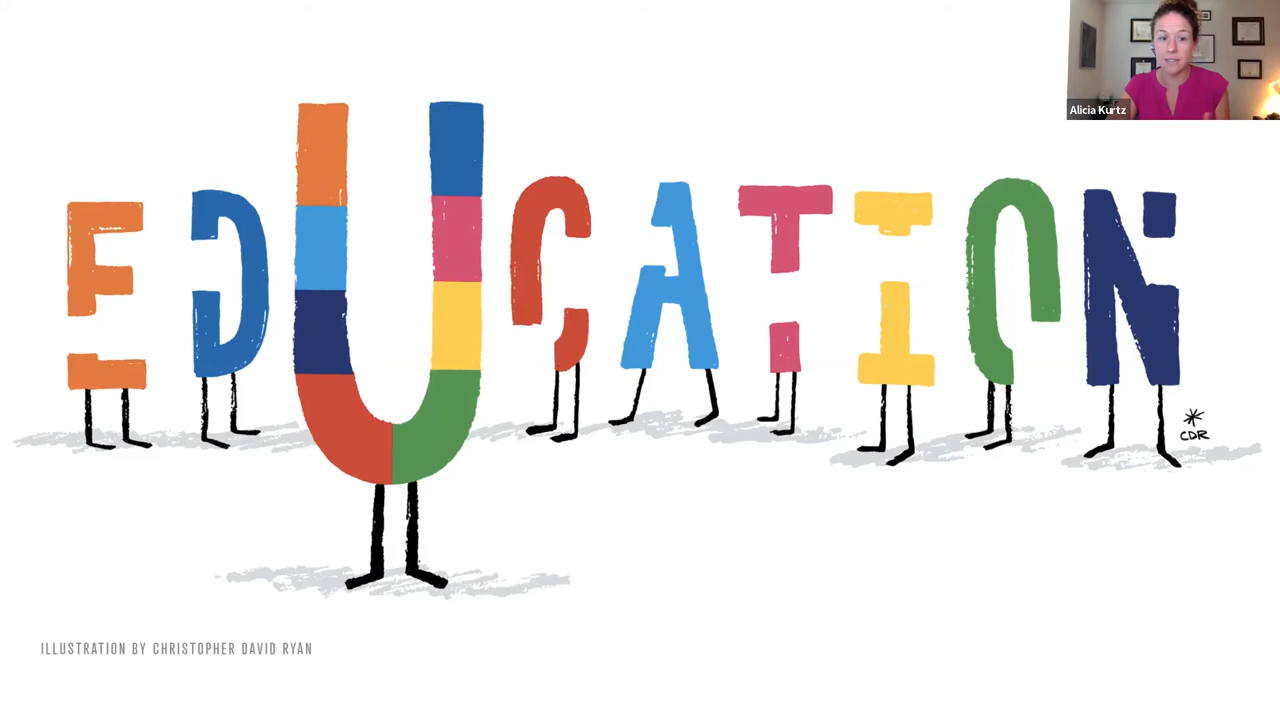 Alicia Kurtz
EDUCATION
CDR
ILLUSTRATION BY CHRISTOPHER DAVID RYAN